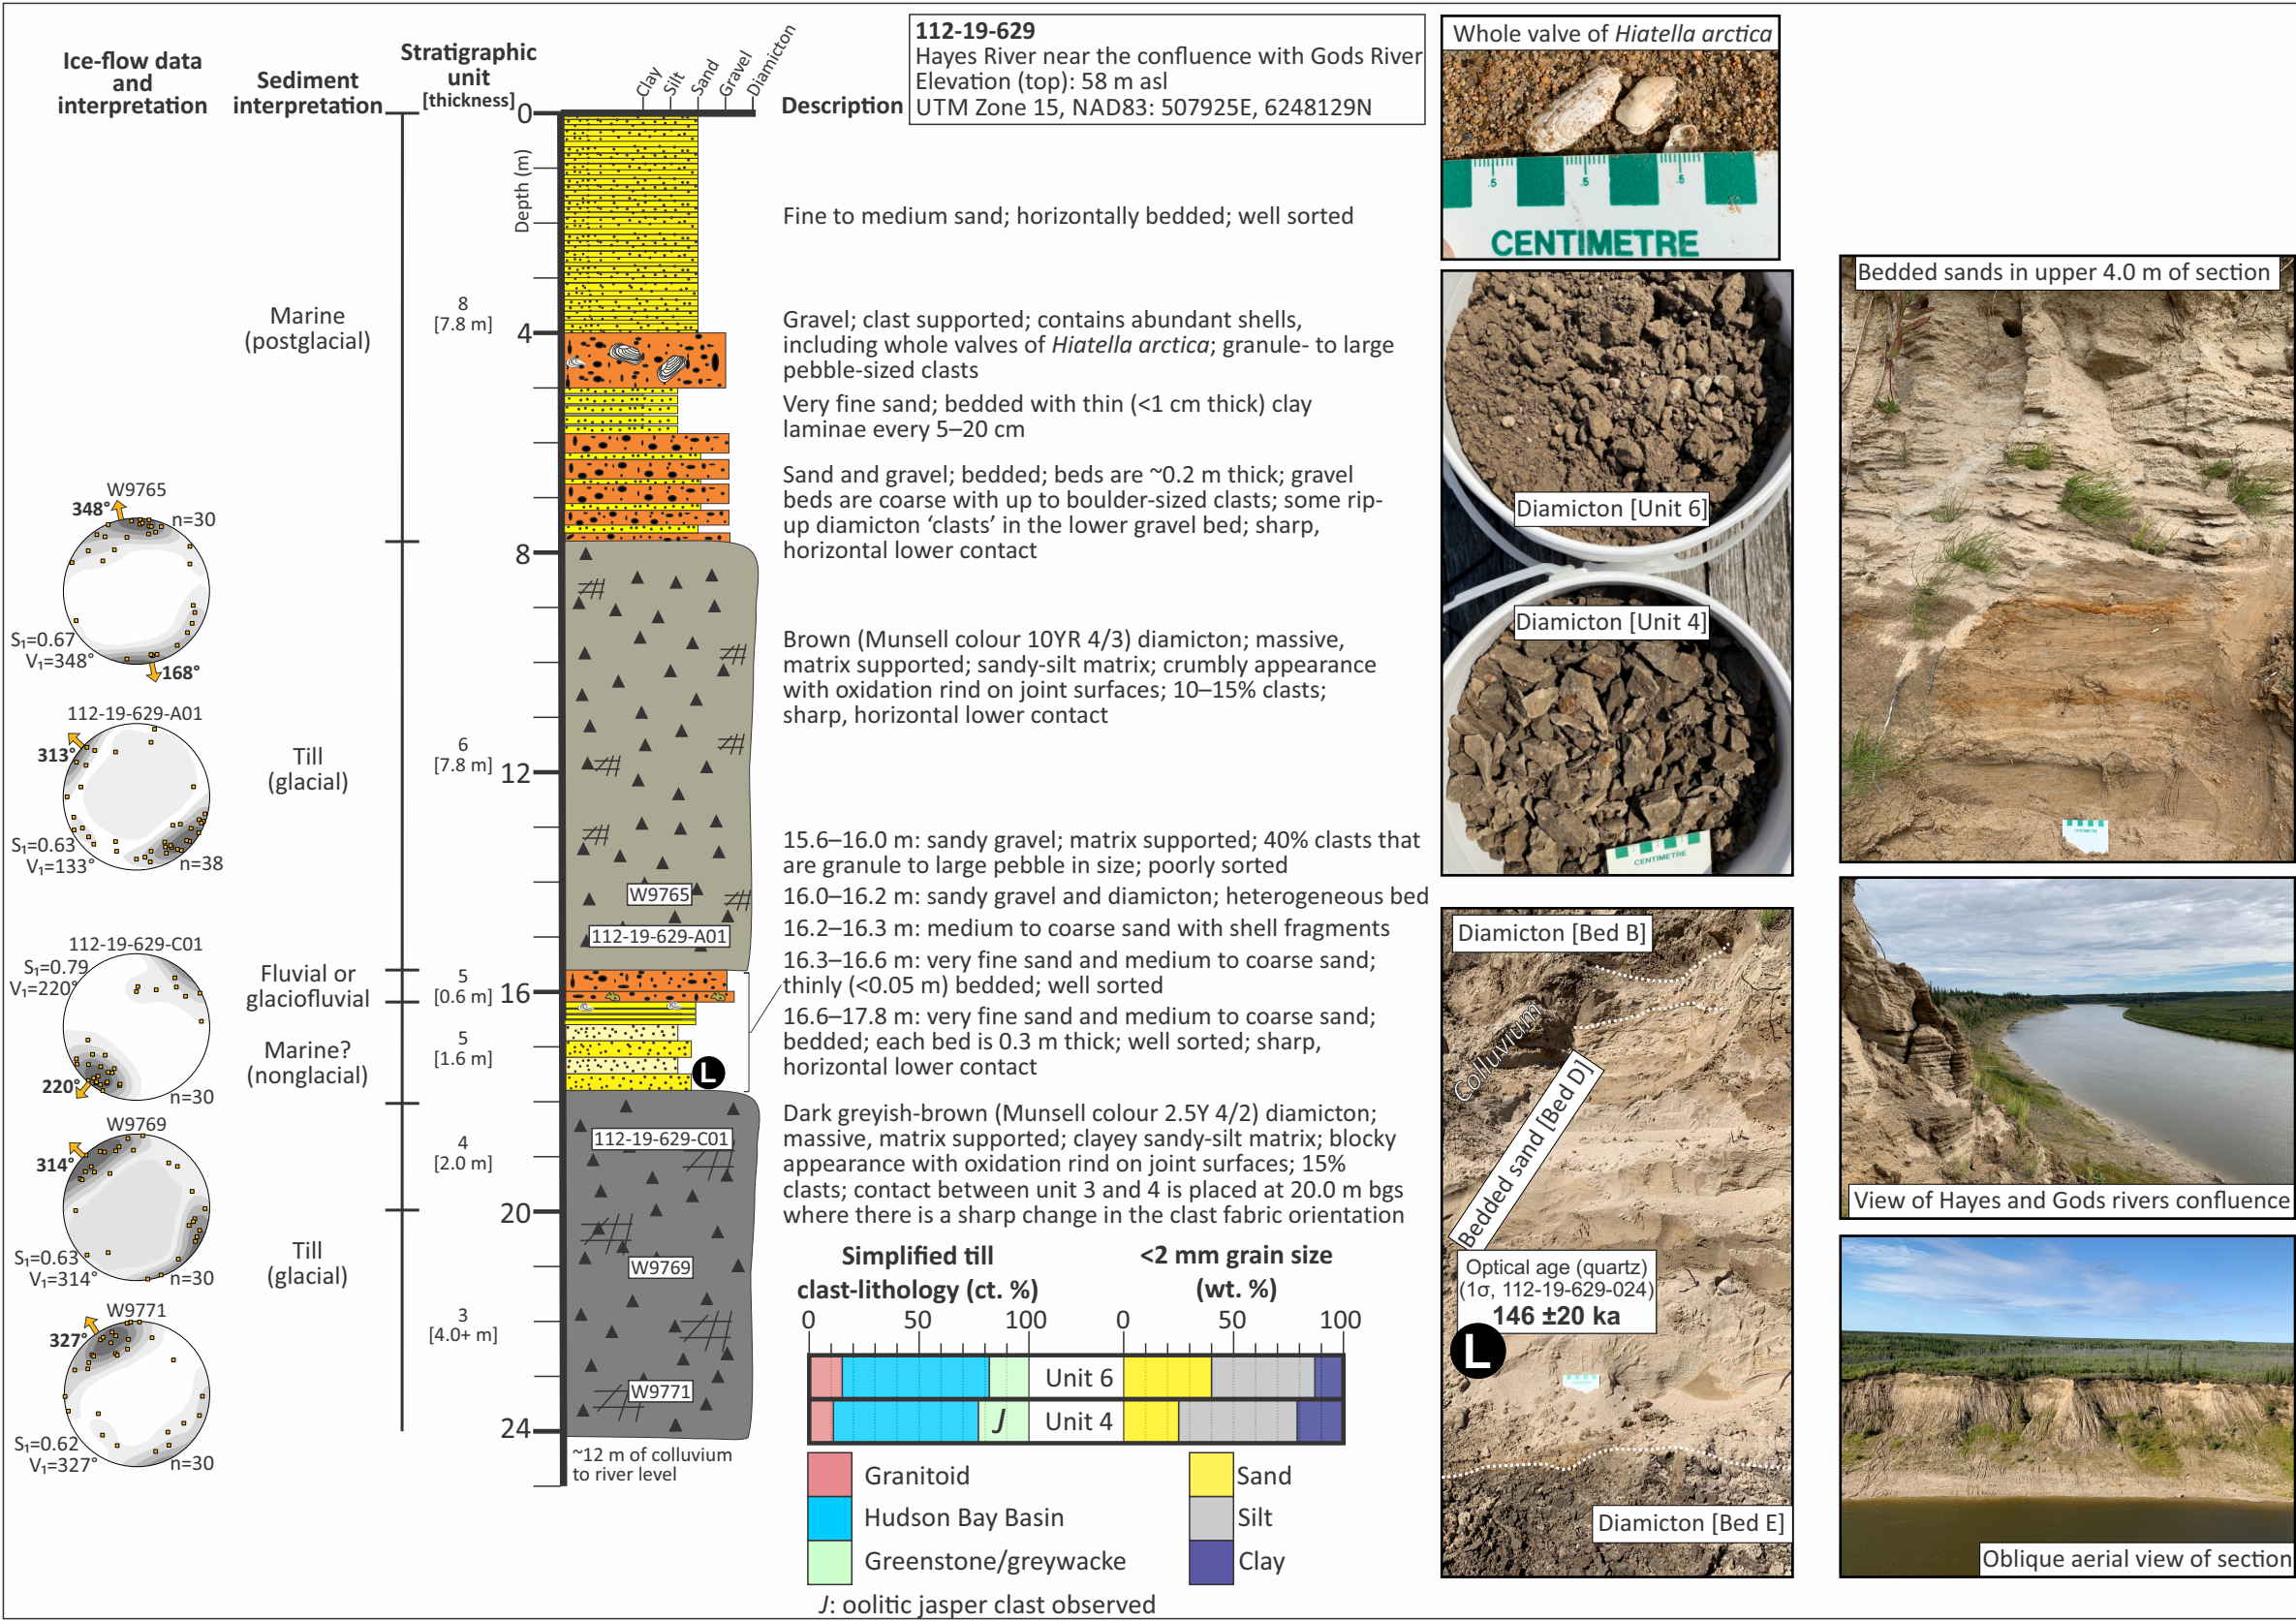 112-19-629
Hayes River near the confluence with Gods River
Elevation (top): 58 m asl
UTM Zone 15, NAD83: 507925E, 6248129N
Ice-flow data
and
interpretation
Sediment
interpretation
Stratigraphic
unit
[thickness]
Clay
Silt
Sand
Gravel
Diamicton
Description
Depth (m)
0
4
8
12
16
20
24
Marine
(postglacial)
8
[7.8 m]
Till
(glacial)
6
[7.8 m]
Fluvial or
glaciofluvial
5
[0.6 m]
Marine?
(nonglacial)
5
[1.6 m]
4
[2.0 m]
Till
(glacial)
3
[4.0+ m]
W9765
348°
n=30
S₁=0.67
V₁=348°
168°
112-19-629-A01
313°
S₁=0.63
V₁=133°
n=38
112-19-629-C01
S₁=0.79
V₁=220°
220°
n=30
W9769
314°
S₁=0.63
V₁=314°
n=30
W9771
327°
S₁=0.62
V₁=327°
n=30
W9765
112-19-629-A01
L
112-19-629-C01
W9769
W9771
~12 m of colluvium
to river level
Fine to medium sand; horizontally bedded; well sorted
Gravel; clast supported; contains abundant shells,
including whole valves of Hiatella arctica; granule- to large
pebble-sized clasts
Very fine sand; bedded with thin (<1 cm thick) clay
laminae every 5–20 cm
Sand and gravel; bedded; beds are ~0.2 m thick; gravel
beds are coarse with up to boulder-sized clasts; some rip-
up diamicton ‘clasts’ in the lower gravel bed; sharp,
horizontal lower contact
Brown (Munsell colour 10YR 4/3) diamicton; massive,
matrix supported; sandy-silt matrix; crumbly appearance
with oxidation rind on joint surfaces; 10–15% clasts;
sharp, horizontal lower contact
15.6–16.0 m: sandy gravel; matrix supported; 40% clasts that
are granule to large pebble in size; poorly sorted
16.0–16.2 m: sandy gravel and diamicton; heterogeneous bed
16.2–16.3 m: medium to coarse sand with shell fragments
16.3–16.6 m: very fine sand and medium to coarse sand;
thinly (<0.05 m) bedded; well sorted
16.6–17.8 m: very fine sand and medium to coarse sand;
bedded; each bed is 0.3 m thick; well sorted; sharp,
horizontal lower contact
Dark greyish-brown (Munsell colour 2.5Y 4/2) diamicton;
massive, matrix supported; clayey sandy-silt matrix; blocky
appearance with oxidation rind on joint surfaces; 15%
clasts; contact between unit 3 and 4 is placed at 20.0 m bgs
where there is a sharp change in the clast fabric orientation
Simplified till
clast-lithology (ct. %)
<2 mm grain size
(wt. %)
0 50 100 0 50 100
Unit 6
J Unit 4
Granitoid
Hudson Bay Basin
Greenstone/greywacke
Sand
Silt
Clay
J: oolitic jasper clast observed
Whole valve of Hiatella arctica
.5 .5 .5
CENTIMETRE
Diamicton [Unit 6]
Diamicton [Unit 4]
CENTIMETRE
Diamicton [Bed B]
Colluvium
Bedded sand [Bed D]
Optical age (quartz)
(1σ, 112-19-629-024)
146 ±20 ka
L
Diamicton [Bed E]
Bedded sands in upper 4.0 m of section
CENTIMETRE
View of Hayes and Gods rivers confluence
Oblique aerial view of section